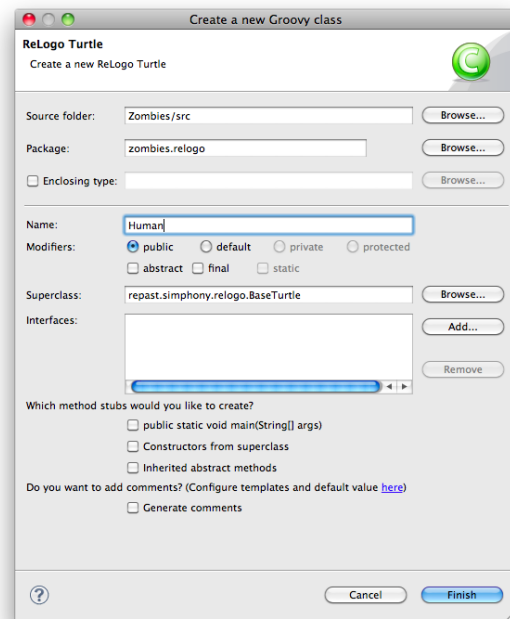 Create a new Groovy class
ReLogo Turtle
Create a new ReLogo Turtle
C
Source folder: Zombies/src Browse...
Package: zombies.relogo Browse...
Enclosing type: Browse...
Name: Human
Modifiers: public default private protected
abstract final static
Superclass: repast.simphony.relogo.BaseTurtle Browse...
Interfaces: Add...
Remove
Which method stubs would you like to create?
public static void main(String[] args)
Constructors from superclass
Inherited abstract methods
Do you want to add comments? (Configure templates and default value here)
Generate comments
? Cancel Finish